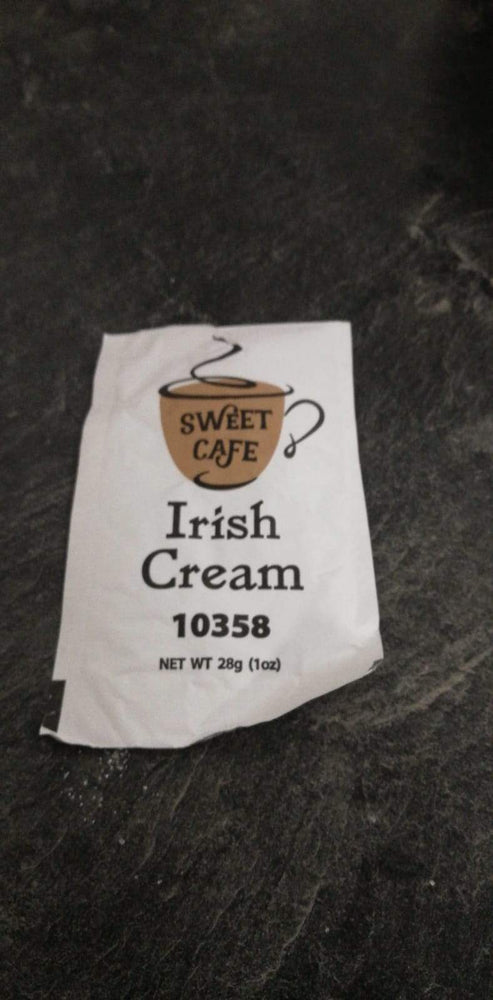 SWEET
CAFE
Irish
Cream
10358
NET WT 28g (1oz)